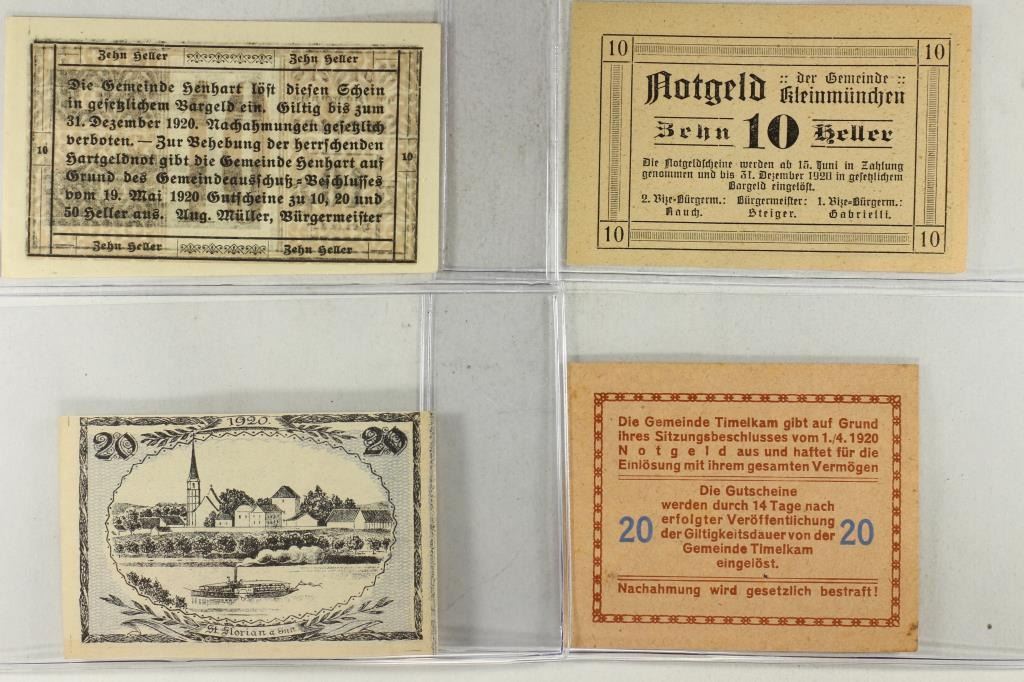 Zehn Heller Zehn Heller
Die Gemeinde Henhart löst diesen Schein
in gesetzlichem Bargeld ein. Giltig bis zum
31. Dezember 1920. Nachahmungen gesetzlich
verboten. — Zur Behebung der herrschenden
Hartgeldnot gibt die Gemeinde Henhart auf
Grund des Gemeindeausschuß=Beschlusses
vom 19. Mai 1920 Gutscheine zu 10, 20 und
50 Heller aus. Aug. Müller, Bürgermeister
10 10
Zehn Heller Zehn Heller
10 10
Notgeld :: der Gemeinde ::
Kleinmünchen
Zehn 10 Heller
Die Notgeldscheine werden ab 15. Juni in Zahlung
genommen und bis 31. Dezember 1920 in gesetzlichem
Bargeld eingelöst.
2. Vize=Bürgerm.: Bürgermeister: 1. Vize=Bürgerm.:
Rauch. Steiger. Gabrielli.
10 10
1920.
20 20
St. Florian a. Inn
Die Gemeinde Timelkam gibt auf Grund
ihres Sitzungsbeschlusses vom 1./4. 1920
Notgeld aus und haftet für die
Einlösung mit ihrem gesamten Vermögen
Die Gutscheine
werden durch 14 Tage nach
erfolgter Veröffentlichung
der Giltigkeitsdauer von der
Gemeinde Timelkam
eingelöst.
20 20
Nachahmung wird gesetzlich bestraft!